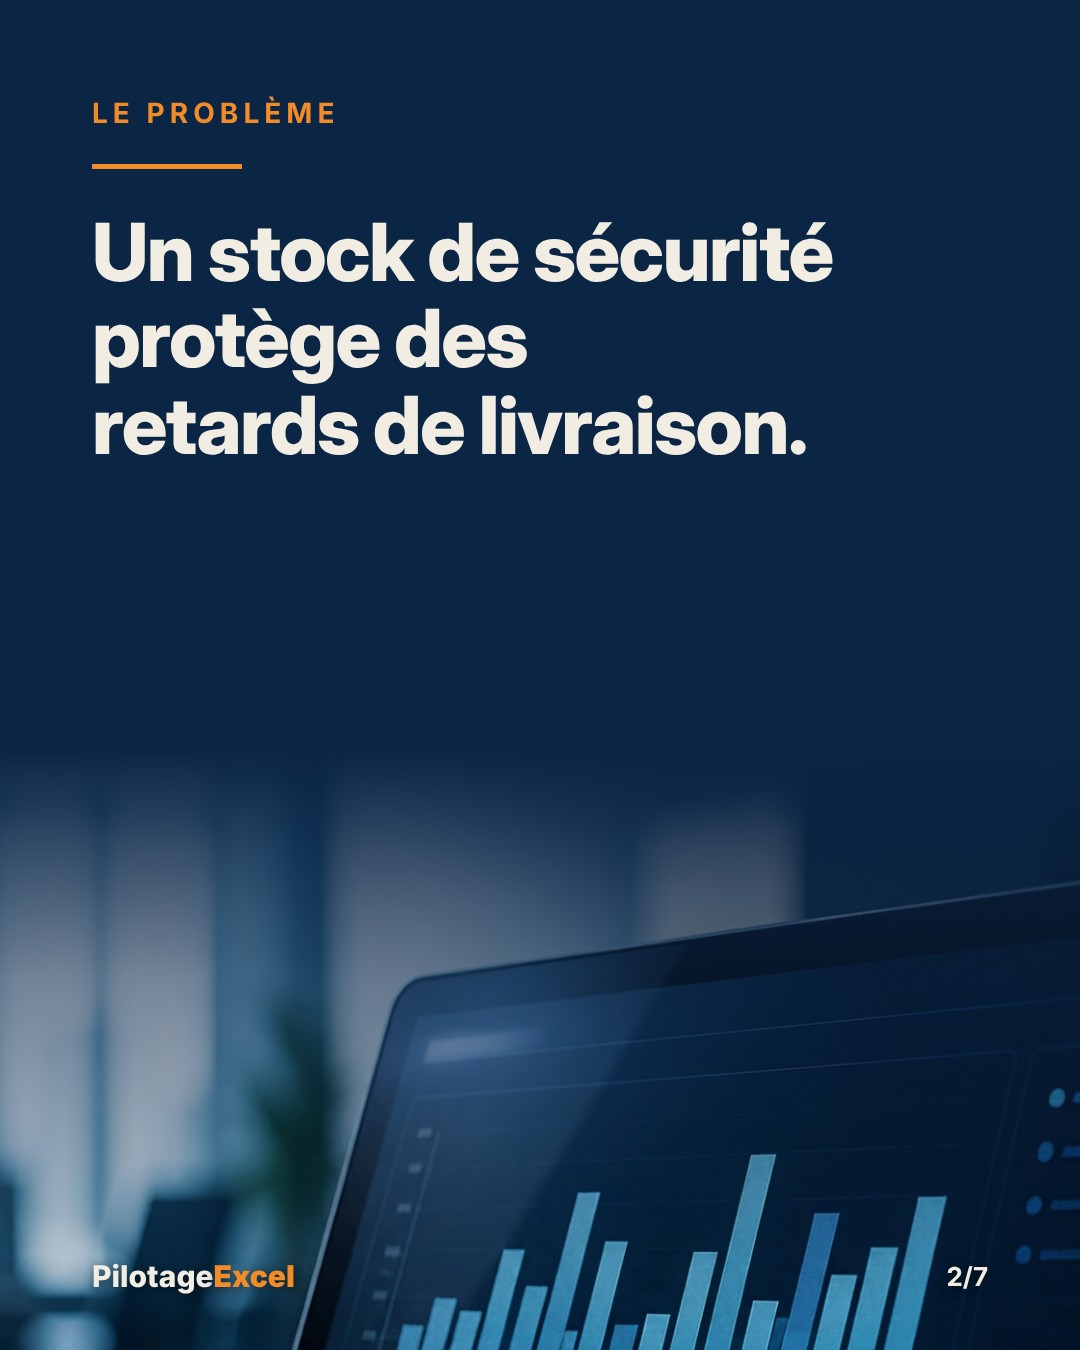 LE PROBLÈME
Un stock de sécurité
protège des
retards de livraison.
PilotageExcel
2/7